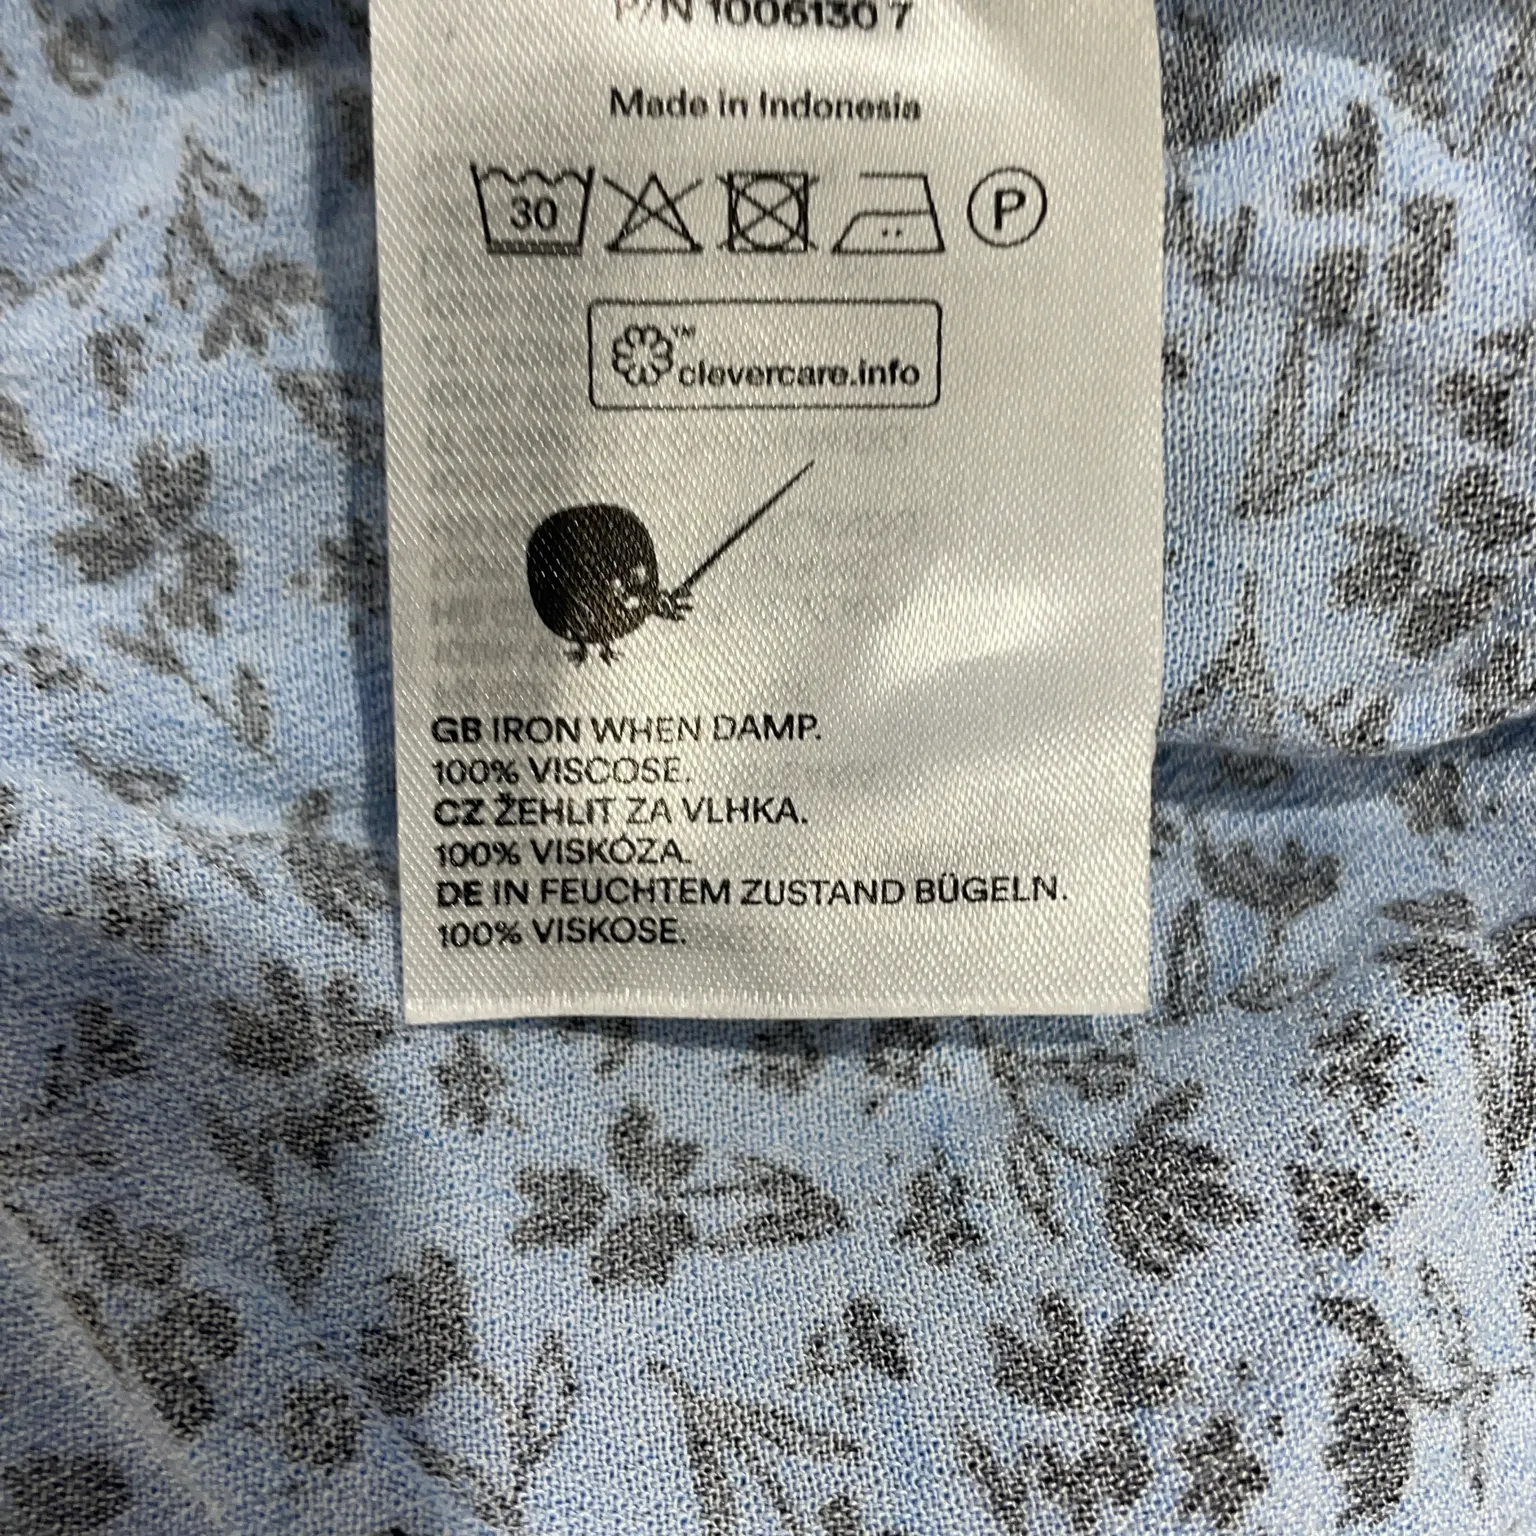 P/N 1006130 7
Made in Indonesia
30
P
™
clevercare.info
GB IRON WHEN DAMP.
100% VISCOSE.
CZ ŽEHLIT ZA VLHKA.
100% VISKÓZA.
DE IN FEUCHTEM ZUSTAND BÜGELN.
100% VISKOSE.